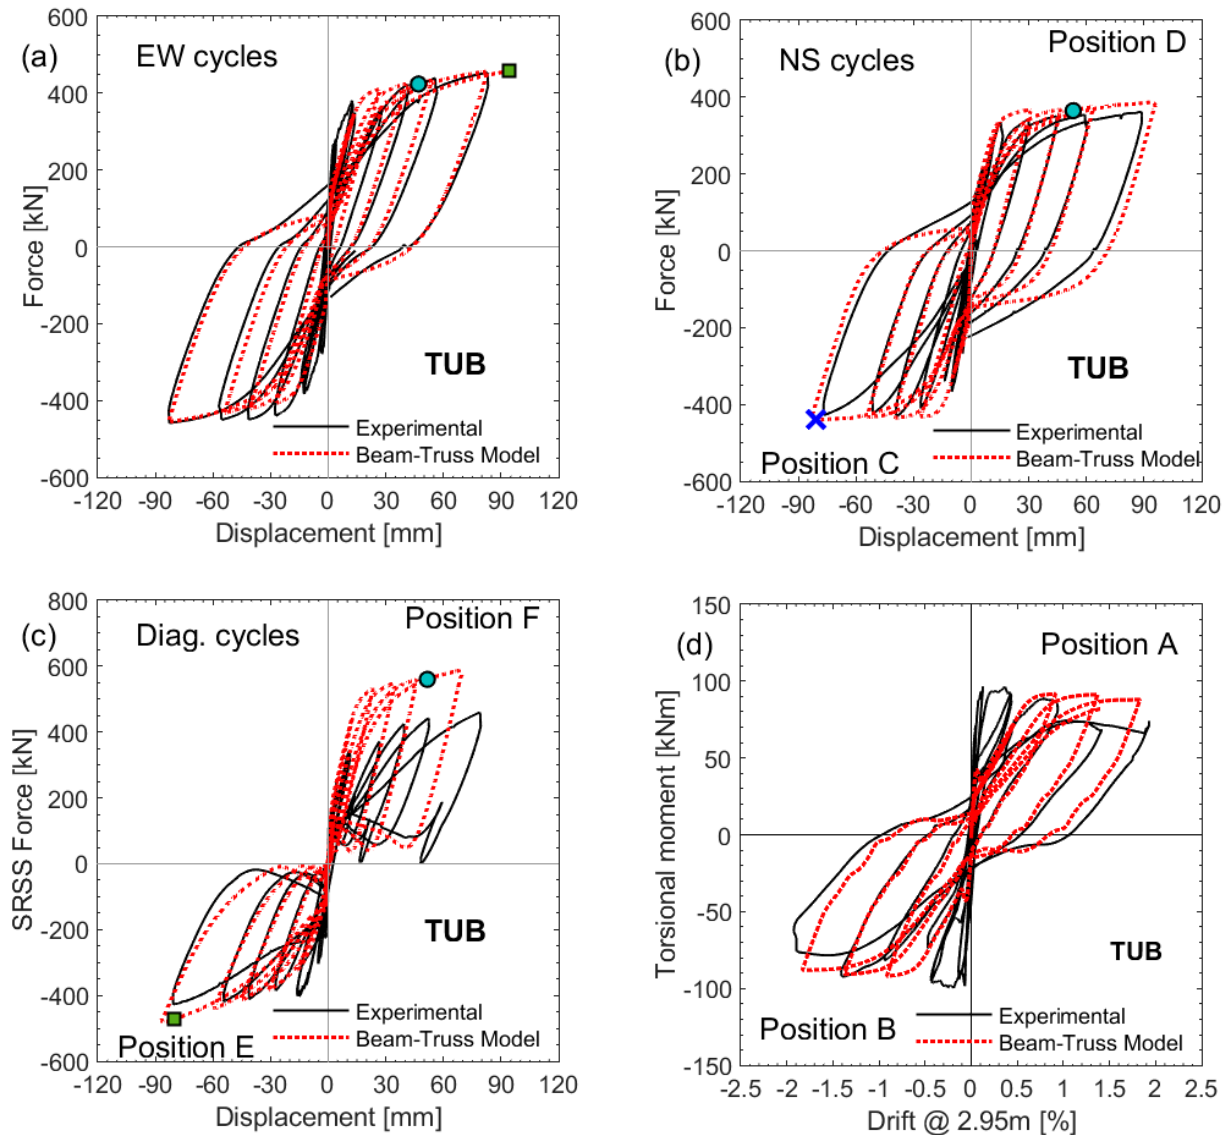 (a)
EW cycles
600
400
200
0
-200
-400
-600
Force [kN]
TUB
Experimental
Beam-Truss Model
-120 -90 -60 -30 0 30 60 90 120
Displacement [mm]
(b)
NS cycles
Position D
600
400
200
0
-200
-400
-600
Force [kN]
TUB
Position C
Experimental
Beam-Truss Model
-120 -90 -60 -30 0 30 60 90 120
Displacement [mm]
(c)
Diag. cycles
Position F
800
600
400
200
0
-200
-400
-600
SRSS Force [kN]
TUB
Position E
Experimental
Beam-Truss Model
-120 -90 -60 -30 0 30 60 90 120
Displacement [mm]
(d)
Position A
150
100
50
0
-50
-100
-150
Torsional moment [kNm]
TUB
Position B
Experimental
Beam-Truss Model
-2.5 -2 -1.5 -1 -0.5 0 0.5 1 1.5 2 2.5
Drift @ 2.95m [%]